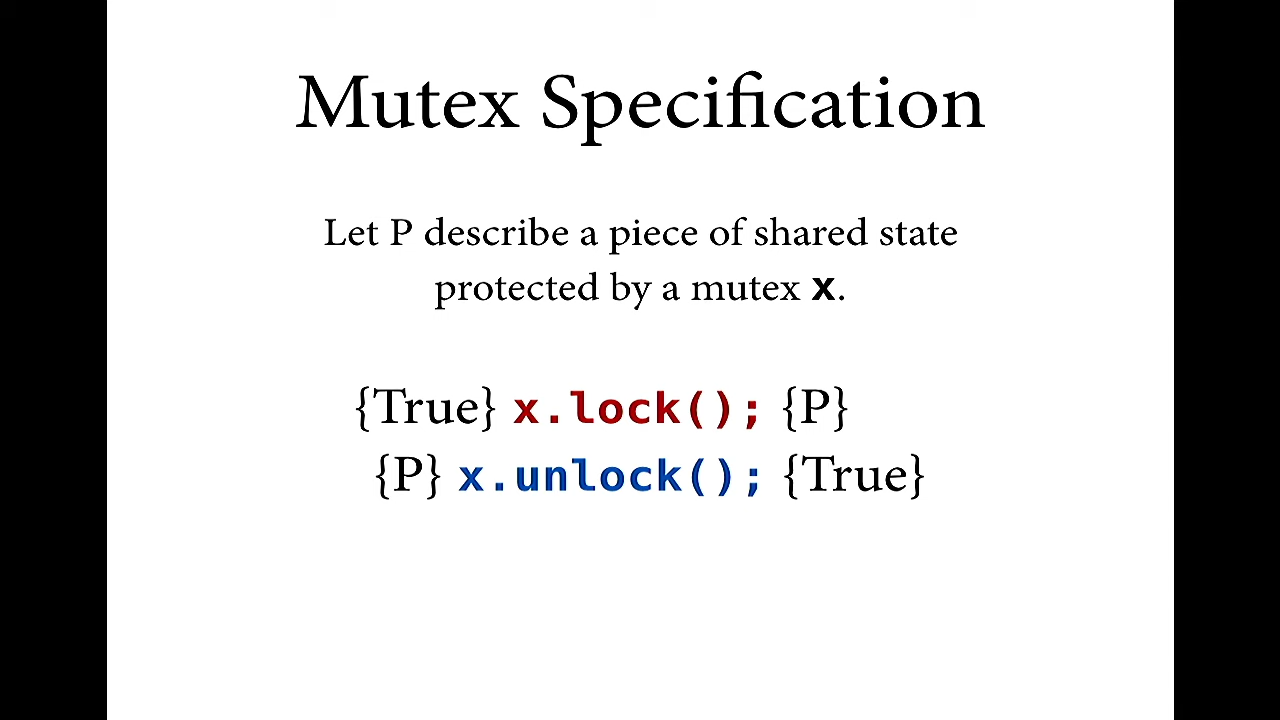 Mutex Specification
Let P describe a piece of shared state
protected by a mutex x.
{True} x.lock(); {P}
{P} x.unlock(); {True}